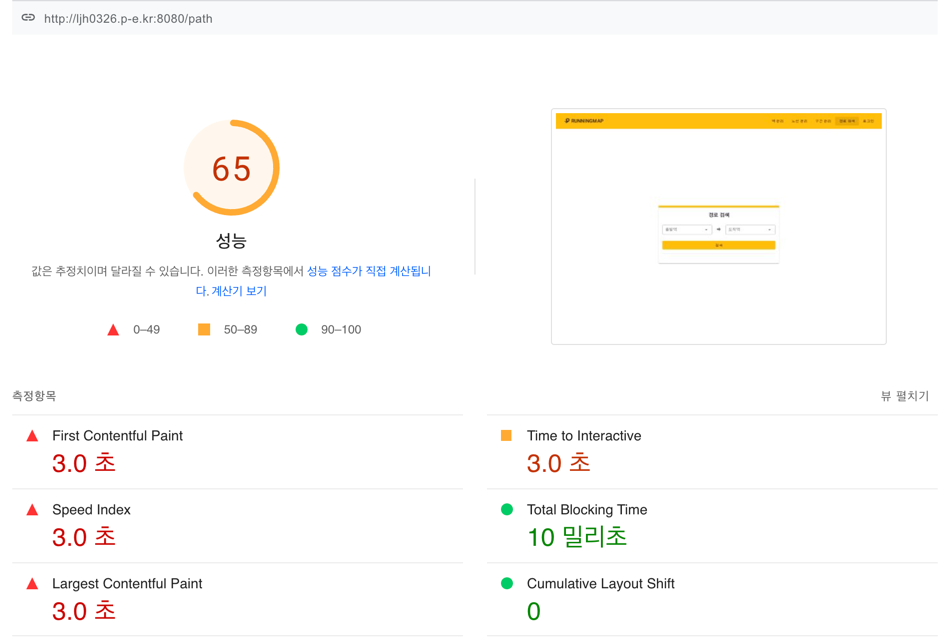 http://ljh0326.p-e.kr:8080/path
65
성능
값은 추정치이며 달라질 수 있습니다. 이러한 측정항목에서 성능 점수가 직접 계산됩니
다. 계산기 보기
0–49
50–89
90–100
RUNNINGMAP
경로 검색
측정항목
뷰 펼치기
First Contentful Paint
3.0 초
Time to Interactive
3.0 초
Speed Index
3.0 초
Total Blocking Time
10 밀리초
Largest Contentful Paint
3.0 초
Cumulative Layout Shift
0